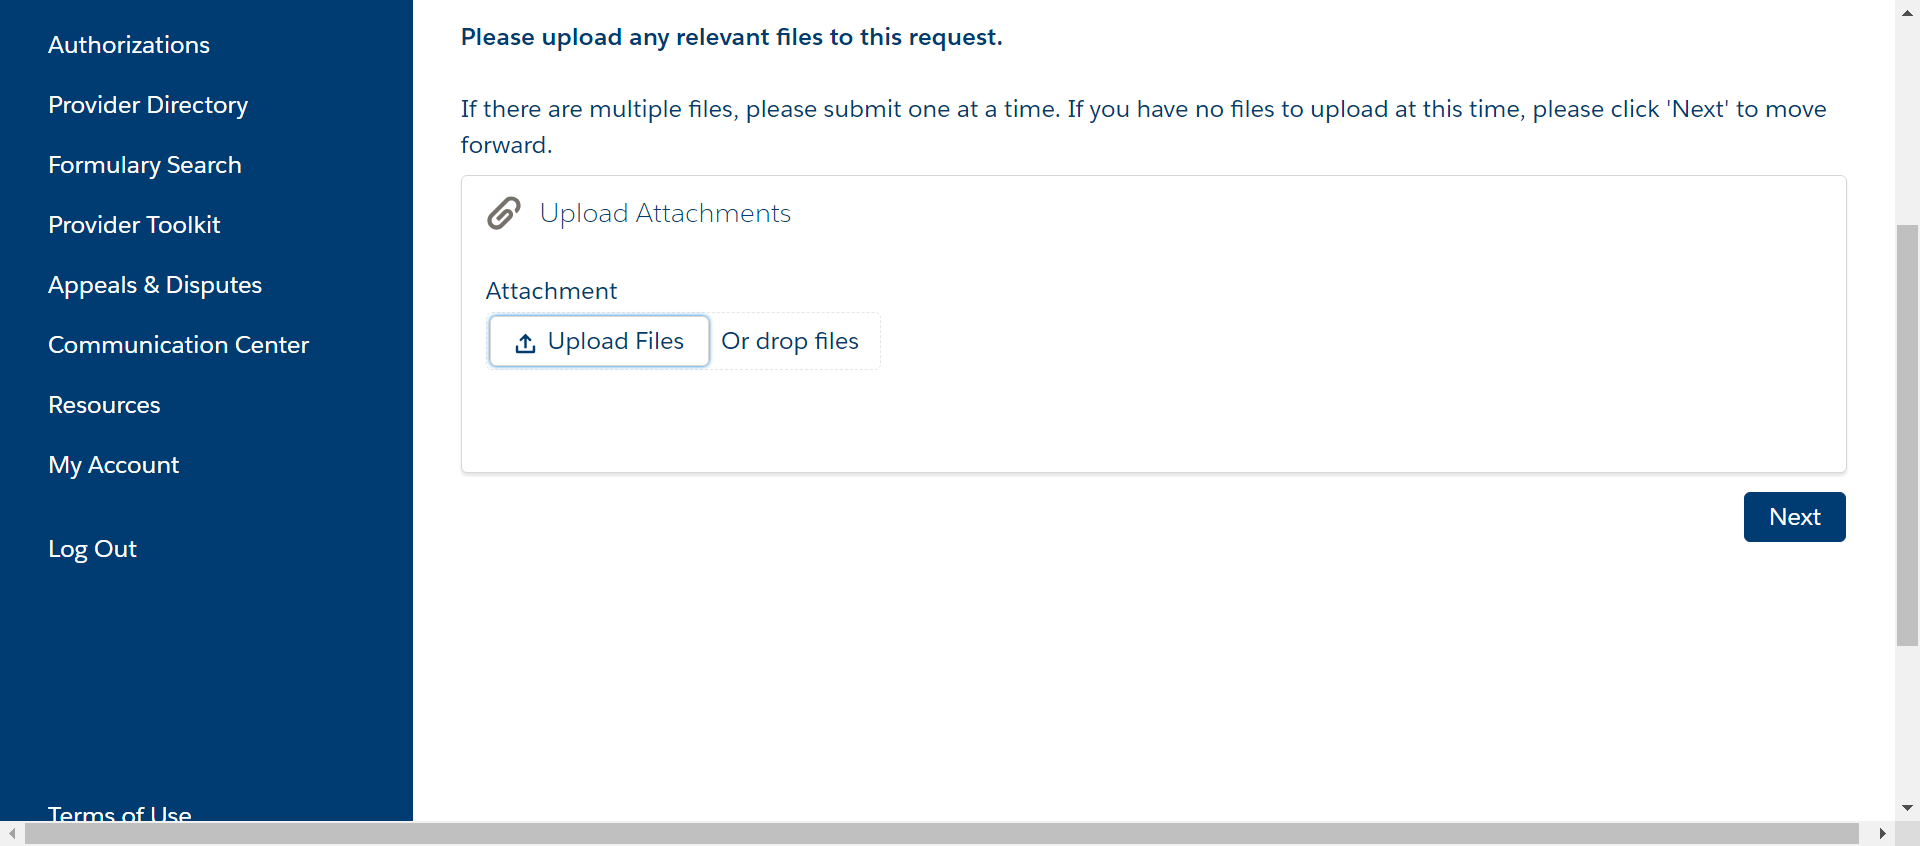 Authorizations
Provider Directory
Formulary Search
Provider Toolkit
Appeals & Disputes
Communication Center
Resources
My Account
Log Out
Terms of Use
Please upload any relevant files to this request.
If there are multiple files, please submit one at a time. If you have no files to upload at this time, please click 'Next' to move
forward.
Upload Attachments
Attachment
Upload Files Or drop files
Next